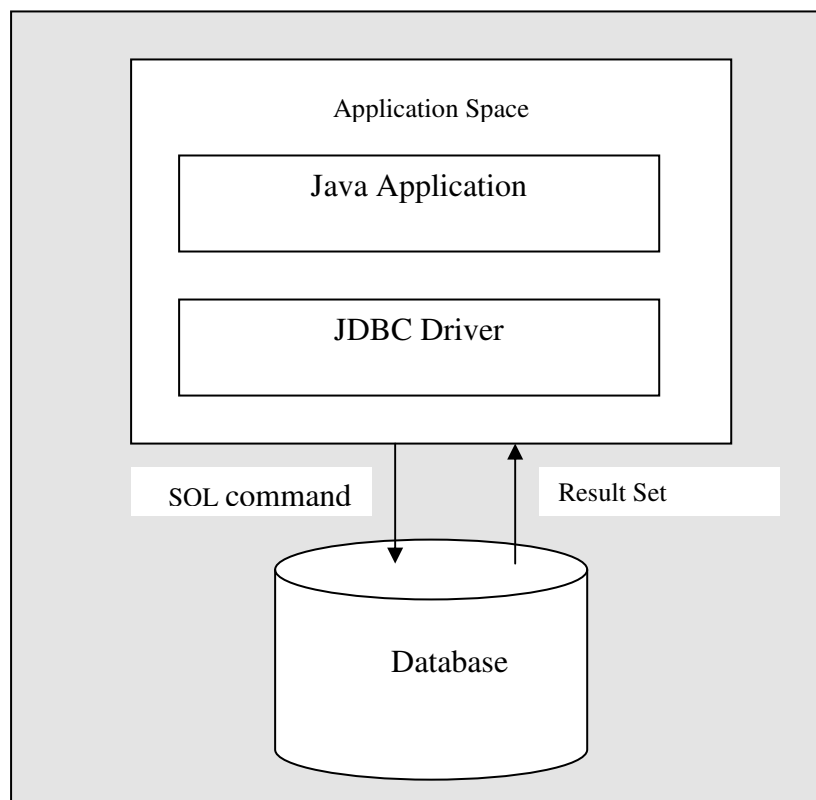 Application Space
Java Application
JDBC Driver
SOL command
Result Set
Database